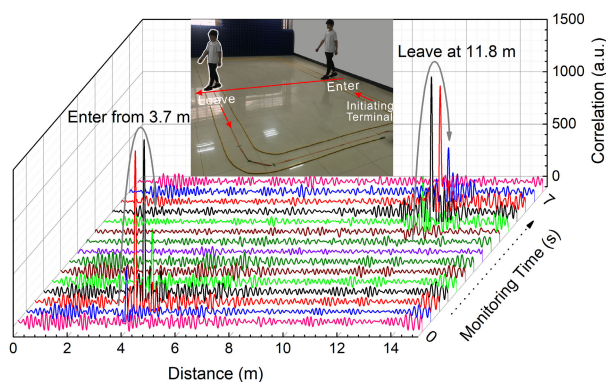 1500
Correlation (a.u.)
1000
500
0
Leave at 11.8 m
Enter from 3.7 m
Leave
Enter
Initiating
Terminal
7
Monitoring Time (s)
0
0 2 4 6 8 10 12 14
Distance (m)